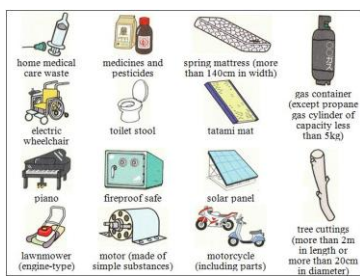 home medical
care waste
medicines and
pesticides
spring mattress (more
than 140cm in width)
gas container
(except propane
gas cylinder of
capacity less
than 5kg)
electric
wheelchair
toilet stool
tatami mat
piano
fireproof safe
solar panel
tree cuttings
(more than 2m
in length or
more than 20cm
in diameter)
lawnmower
(engine-type)
motor (made of
simple substances)
motorcycle
(including parts)